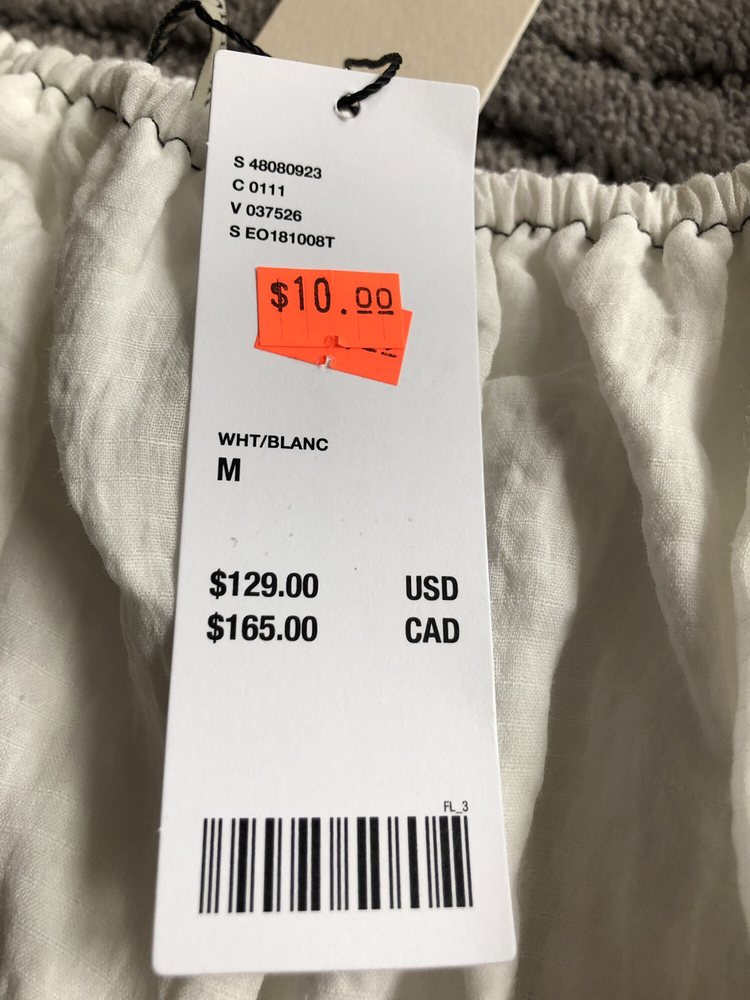 S 48080923
C 0111
V 037526
S EO181008T
$10.00
WHT/BLANC
M
$129.00 USD
$165.00 CAD
FL_3